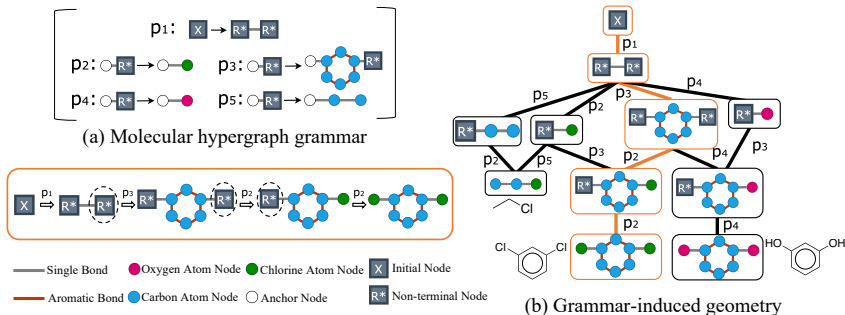 p₁: X → R* R*
p₂: R* →
p₃: R* → R*
p₄: R* →
p₅: R* →
(a) Molecular hypergraph grammar
X p₁ R* R* p₃ R* R* p₂ R* p₂
Single Bond Oxygen Atom Node Chlorine Atom Node X Initial Node
Aromatic Bond Carbon Atom Node Anchor Node R* Non-terminal Node
X
p₁
R* R*
p₅ p₂ p₃ p₄
R* R* R* R* R*
p₂ p₅ p₃ p₂ p₄ p₃
R* R*
Cl
p₂ p₄
Cl Cl HO OH
(b) Grammar-induced geometry